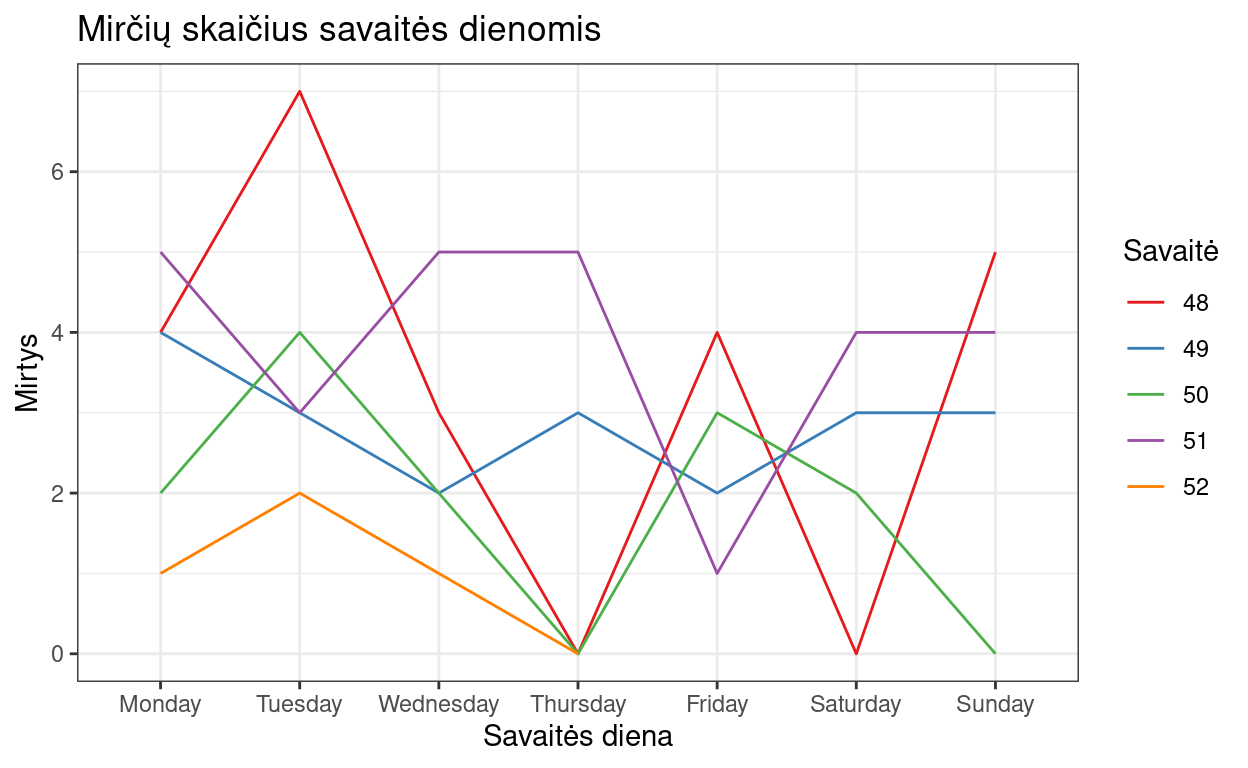 Mirčių skaičius savaitės dienomis
Mirtys
6
4
2
0
Monday Tuesday Wednesday Thursday Friday Saturday Sunday
Savaitės diena
Savaitė
48
49
50
51
52